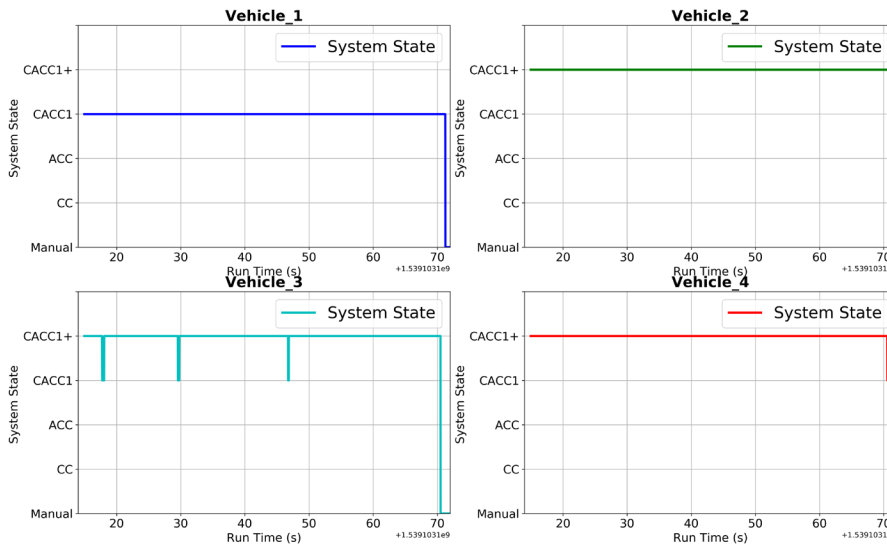 Vehicle_1
System State
CACC1+
CACC1
ACC
CC
Manual
System State
20 30 40 50 60 70
+1.5391031e9
Run Time (s)
Vehicle_2
System State
CACC1+
CACC1
ACC
CC
Manual
System State
20 30 40 50 60 70
+1.5391031e9
Run Time (s)
Vehicle_3
System State
CACC1+
CACC1
ACC
CC
Manual
System State
20 30 40 50 60 70
+1.5391031e9
Run Time (s)
Vehicle_4
System State
CACC1+
CACC1
ACC
CC
Manual
System State
20 30 40 50 60
Run Time (s)